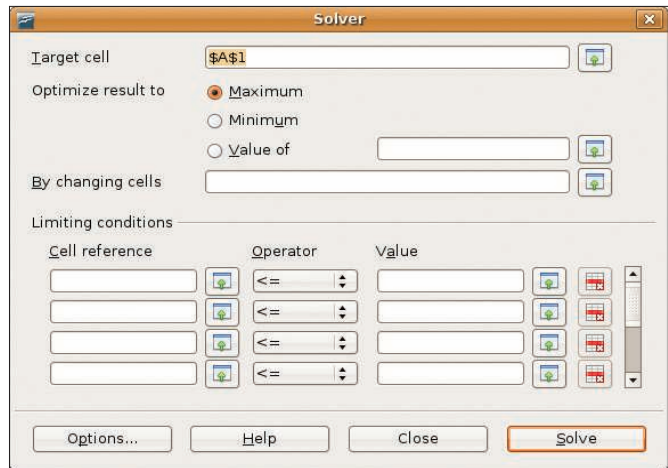 Solver
Target cell
$A$1
Optimize result to
Maximum
Minimum
Value of
By changing cells
Limiting conditions
Cell reference Operator Value
<=
<=
<=
<=
Options... Help Close Solve